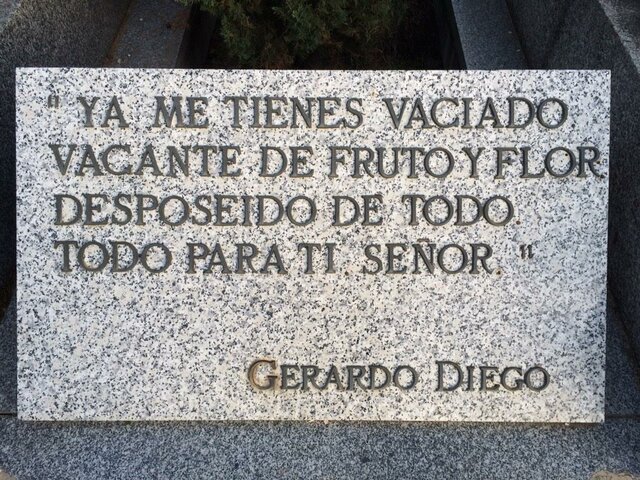 " YA ME TIENES VACIADO
VACANTE DE FRUTO Y FLOR
DESPOSEIDO DE TODO.
TODO PARA TI SEÑOR. "
GERARDO DIEGO